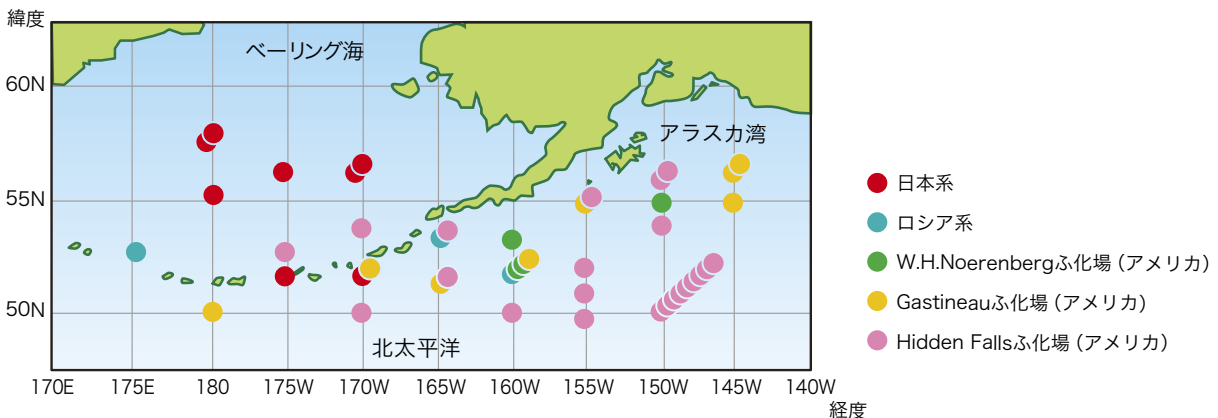 緯度
ベーリング海
60N
アラスカ湾
55N
50N
北太平洋
170E 175E 180 175W 170W 165W 160W 155W 150W 145W 140W
経度
日本系
ロシア系
W.H.Noerenbergふ化場（アメリカ）
Gastineauふ化場（アメリカ）
Hidden Fallsふ化場（アメリカ）